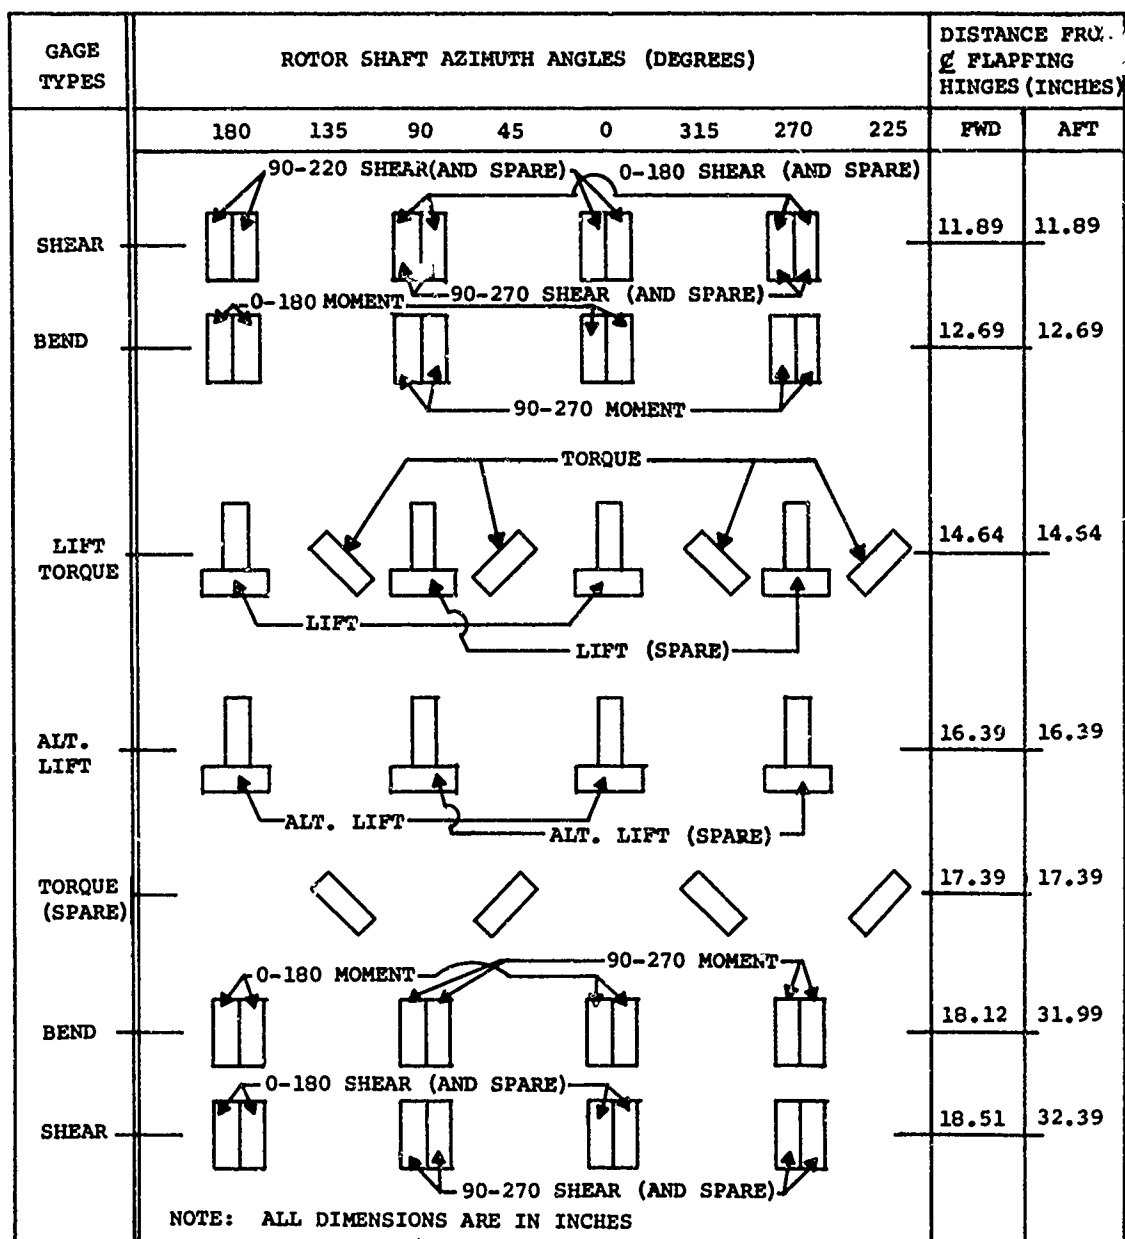 GAGE TYPES
ROTOR SHAFT AZIMUTH ANGLES (DEGREES)
DISTANCE FRO
₵ FLAPPING
HINGES (INCHES)
180 135 90 45 0 315 270 225 FWD AFT
90-220 SHEAR (AND SPARE) 0-180 SHEAR (AND SPARE)
SHEAR 11.89 11.89
90-270 SHEAR (AND SPARE)
0-180 MOMENT
BEND 12.69 12.69
90-270 MOMENT
TORQUE
LIFT TORQUE 14.64 14.54
LIFT
LIFT (SPARE)
ALT. LIFT 16.39 16.39
ALT. LIFT
ALT. LIFT (SPARE)
TORQUE (SPARE) 17.39 17.39
0-180 MOMENT 90-270 MOMENT
BEND 18.12 31.99
0-180 SHEAR (AND SPARE)
SHEAR 18.51 32.39
90-270 SHEAR (AND SPARE)
NOTE: ALL DIMENSIONS ARE IN INCHES